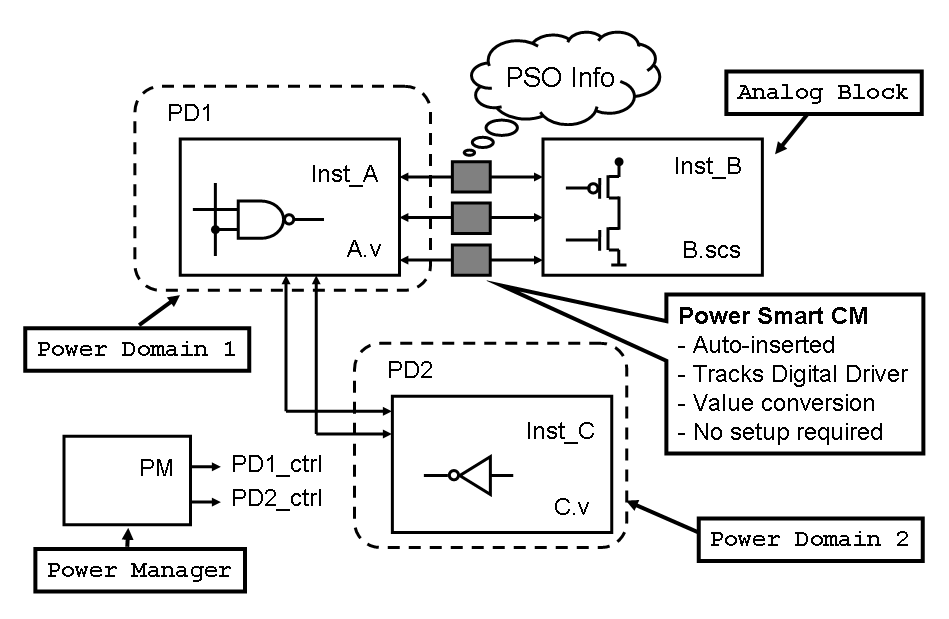 PSO Info
Analog Block
PD1
Inst_A
A.v
Inst_B
B.scs
Power Domain 1
Power Smart CM
- Auto-inserted
- Tracks Digital Driver
- Value conversion
- No setup required
PD2
Inst_C
C.v
PM
PD1_ctrl
PD2_ctrl
Power Manager
Power Domain 2